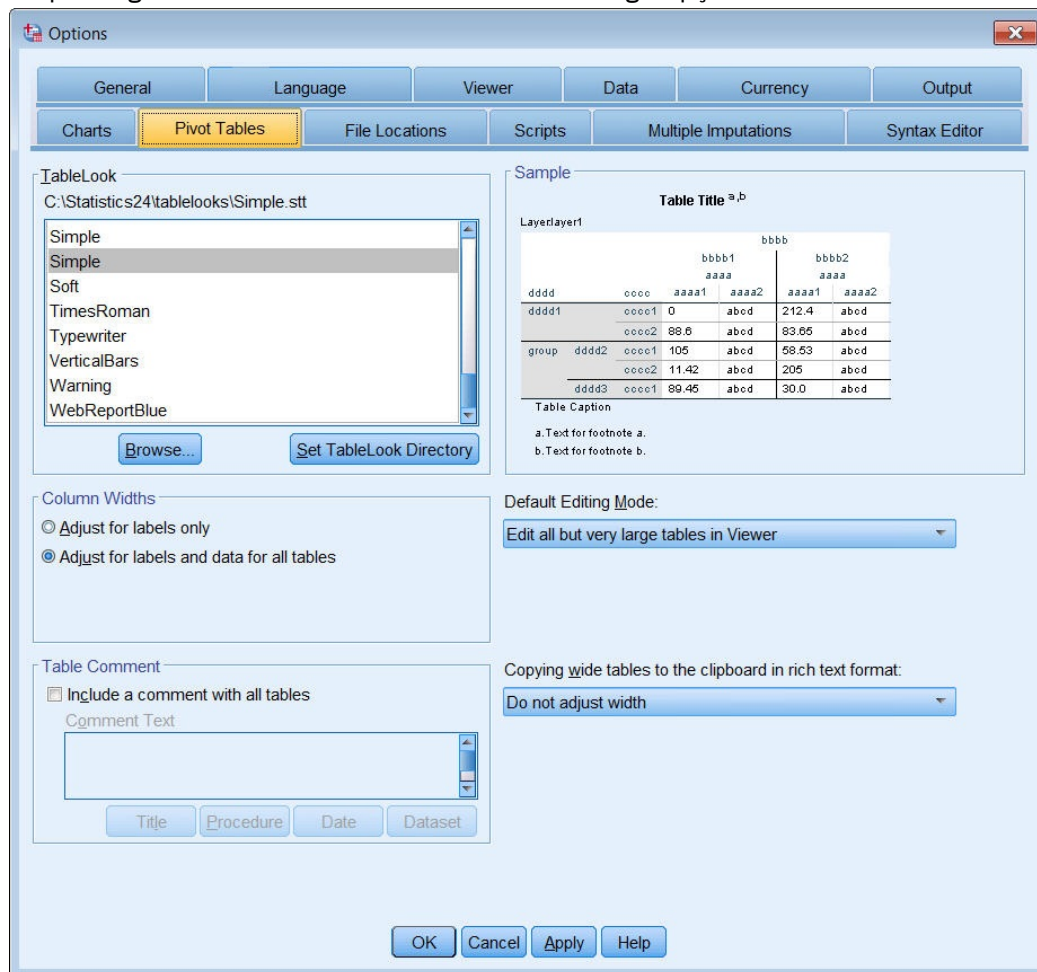 Options
General Language Viewer Data Currency Output
Charts Pivot Tables File Locations Scripts Multiple Imputations Syntax Editor
TableLook
C:\Statistics24\tablelooks\Simple.stt
Simple
Simple
Soft
TimesRoman
Typewriter
VerticalBars
Warning
WebReportBlue
Browse... Set TableLook Directory
Sample
Table Title a,b
Layerlayer1
bbbb
bbbb1 bbbb2
aaaa aaaa
dddd cccc aaaa1 aaaa2 aaaa1 aaaa2
dddd1 cccc1 0 abcd 212.4 abcd
cccc2 88.6 abcd 83.65 abcd
group dddd2 cccc1 105 abcd 58.53 abcd
cccc2 11.42 abcd 205 abcd
dddd3 cccc1 89.45 abcd 30.0 abcd
Table Caption
a. Text for footnote a.
b. Text for footnote b.
Column Widths
Adjust for labels only
Adjust for labels and data for all tables
Default Editing Mode:
Edit all but very large tables in Viewer
Table Comment
Include a comment with all tables
Comment Text
Title Procedure Date Dataset
Copying wide tables to the clipboard in rich text format:
Do not adjust width
OK Cancel Apply Help